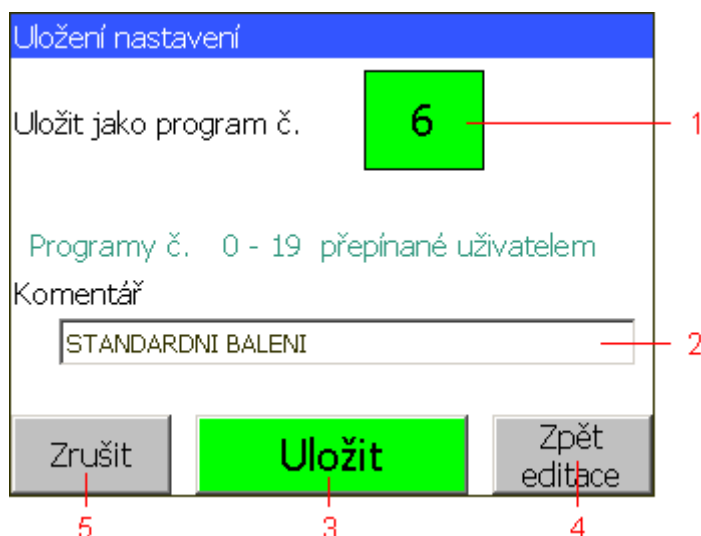 Uložení nastavení
Uložit jako program č. 6 1
Programy č. 0 - 19 přepínané uživatelem
Komentář
STANDARDNI BALENI 2
Zrušit Uložit Zpět
editace
5 3 4